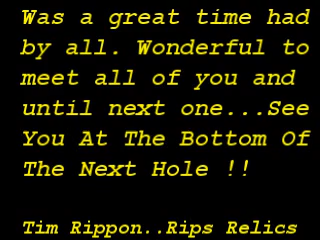 Was a great time had
by all. Wonderful to
meet all of you and
until next one...See
You At The Bottom Of
The Next Hole !!
Tim Rippon..Rips Relics